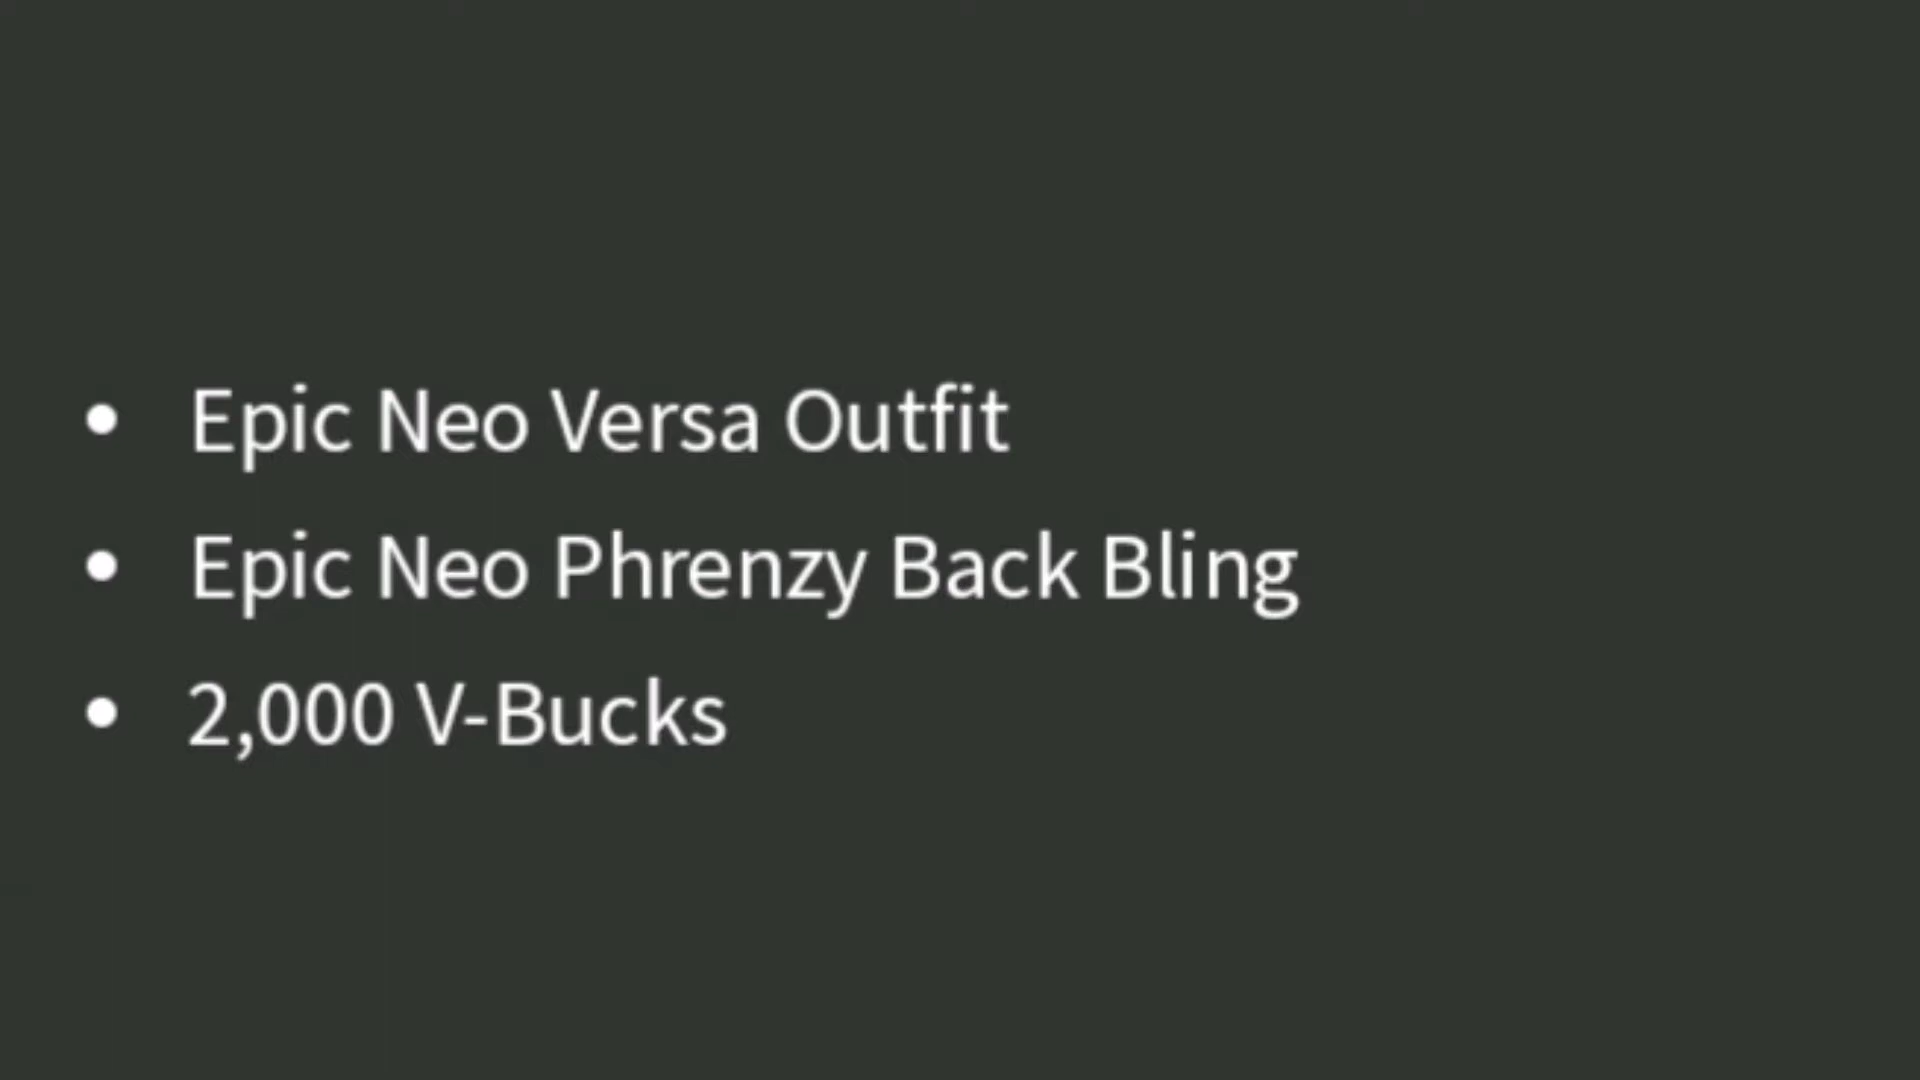 • Epic Neo Versa Outfit
• Epic Neo Phrenzy Back Bling
• 2,000 V-Bucks